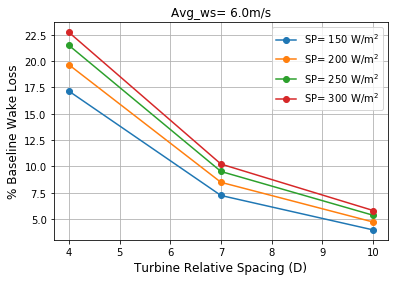 Avg_ws= 6.0m/s
SP= 150 W/m²
SP= 200 W/m²
SP= 250 W/m²
SP= 300 W/m²
% Baseline Wake Loss
22.5
20.0
17.5
15.0
12.5
10.0
7.5
5.0
4 5 6 7 8 9 10
Turbine Relative Spacing (D)